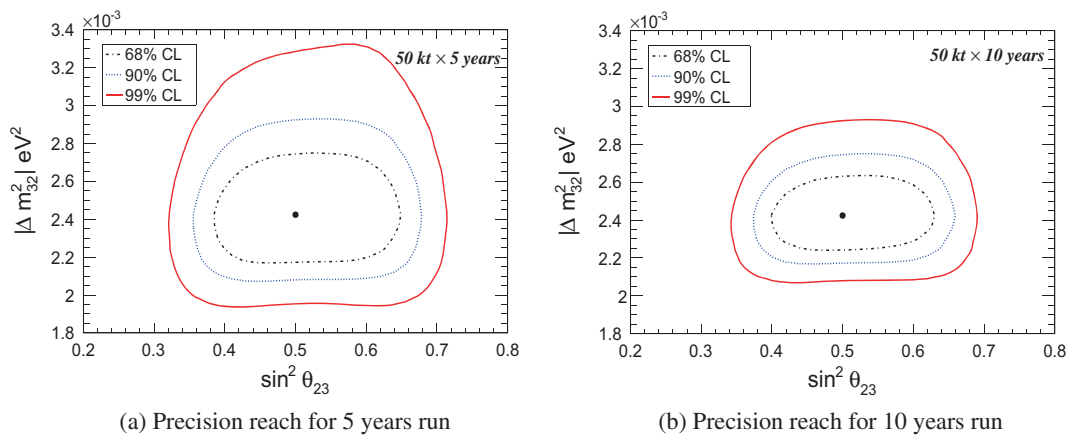 ×10⁻³
3.4
3.2
3
2.8
2.6
2.4
2.2
2
1.8
|Δ m²₃₂| eV²
68% CL
90% CL
99% CL
50 kt × 5 years
0.2 0.3 0.4 0.5 0.6 0.7 0.8
sin² θ₂₃
(a) Precision reach for 5 years run
×10⁻³
3.4
3.2
3
2.8
2.6
2.4
2.2
2
1.8
|Δ m²₃₂| eV²
68% CL
90% CL
99% CL
50 kt × 10 years
0.2 0.3 0.4 0.5 0.6 0.7 0.8
sin² θ₂₃
(b) Precision reach for 10 years run